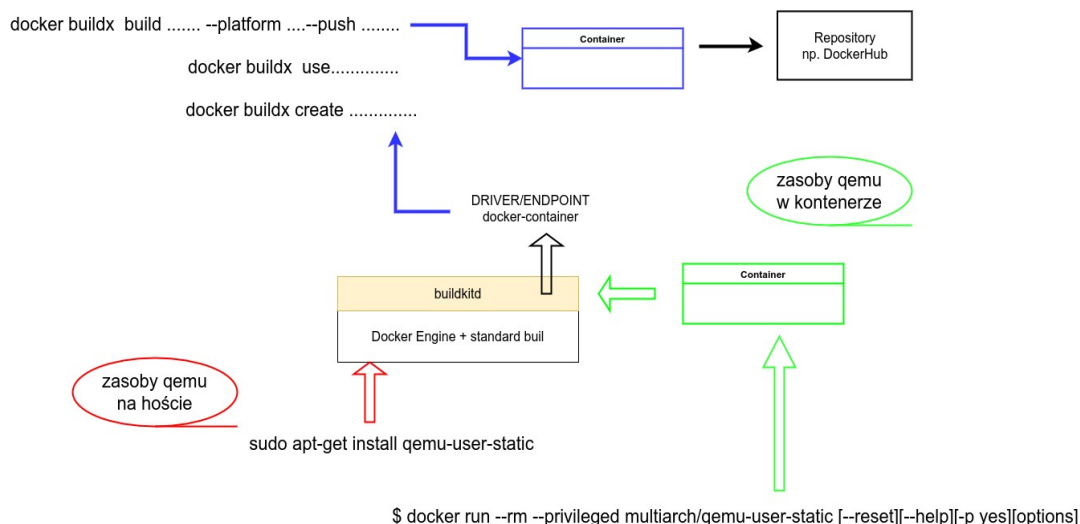 docker buildx  build ....... --platform ....--push ........
docker buildx  use..............
docker buildx create ..............
Container
Repository
np. DockerHub
DRIVER/ENDPOINT
docker-container
zasoby qemu
w kontenerze
buildkitd
Docker Engine + standard buil
Container
zasoby qemu
na hoście
sudo apt-get install qemu-user-static
$ docker run --rm --privileged multiarch/qemu-user-static [--reset][--help][-p yes][options]